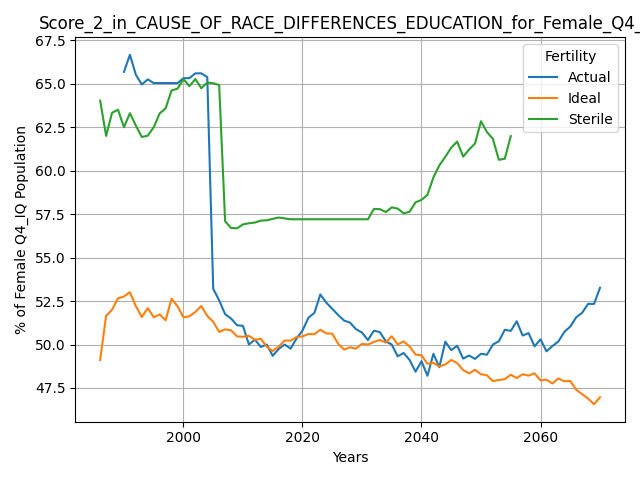 Score_2_in_CAUSE_OF_RACE_DIFFERENCES_EDUCATION_for_Female_Q4_
67.5
65.0
62.5
60.0
57.5
55.0
52.5
50.0
47.5
% of Female Q4_IQ Population
Fertility
Actual
Ideal
Sterile
2000
2020
2040
2060
Years